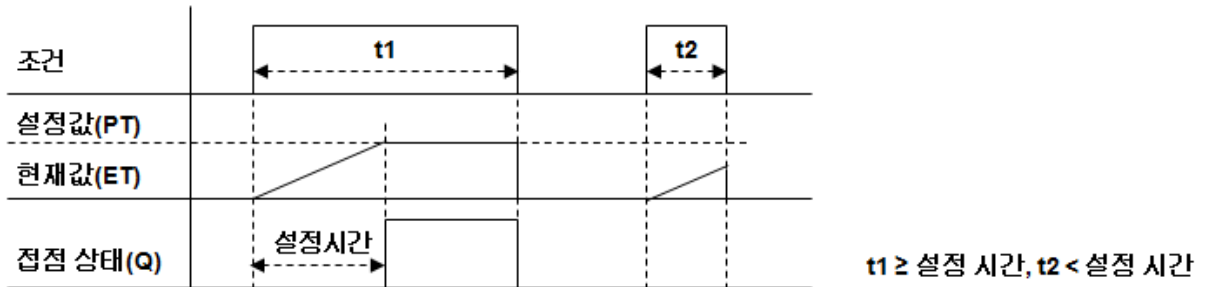 조건
t1
t2
설정값(PT)
현재값(ET)
접점 상태(Q)
설정시간
t1 ≥ 설정 시간, t2 < 설정 시간